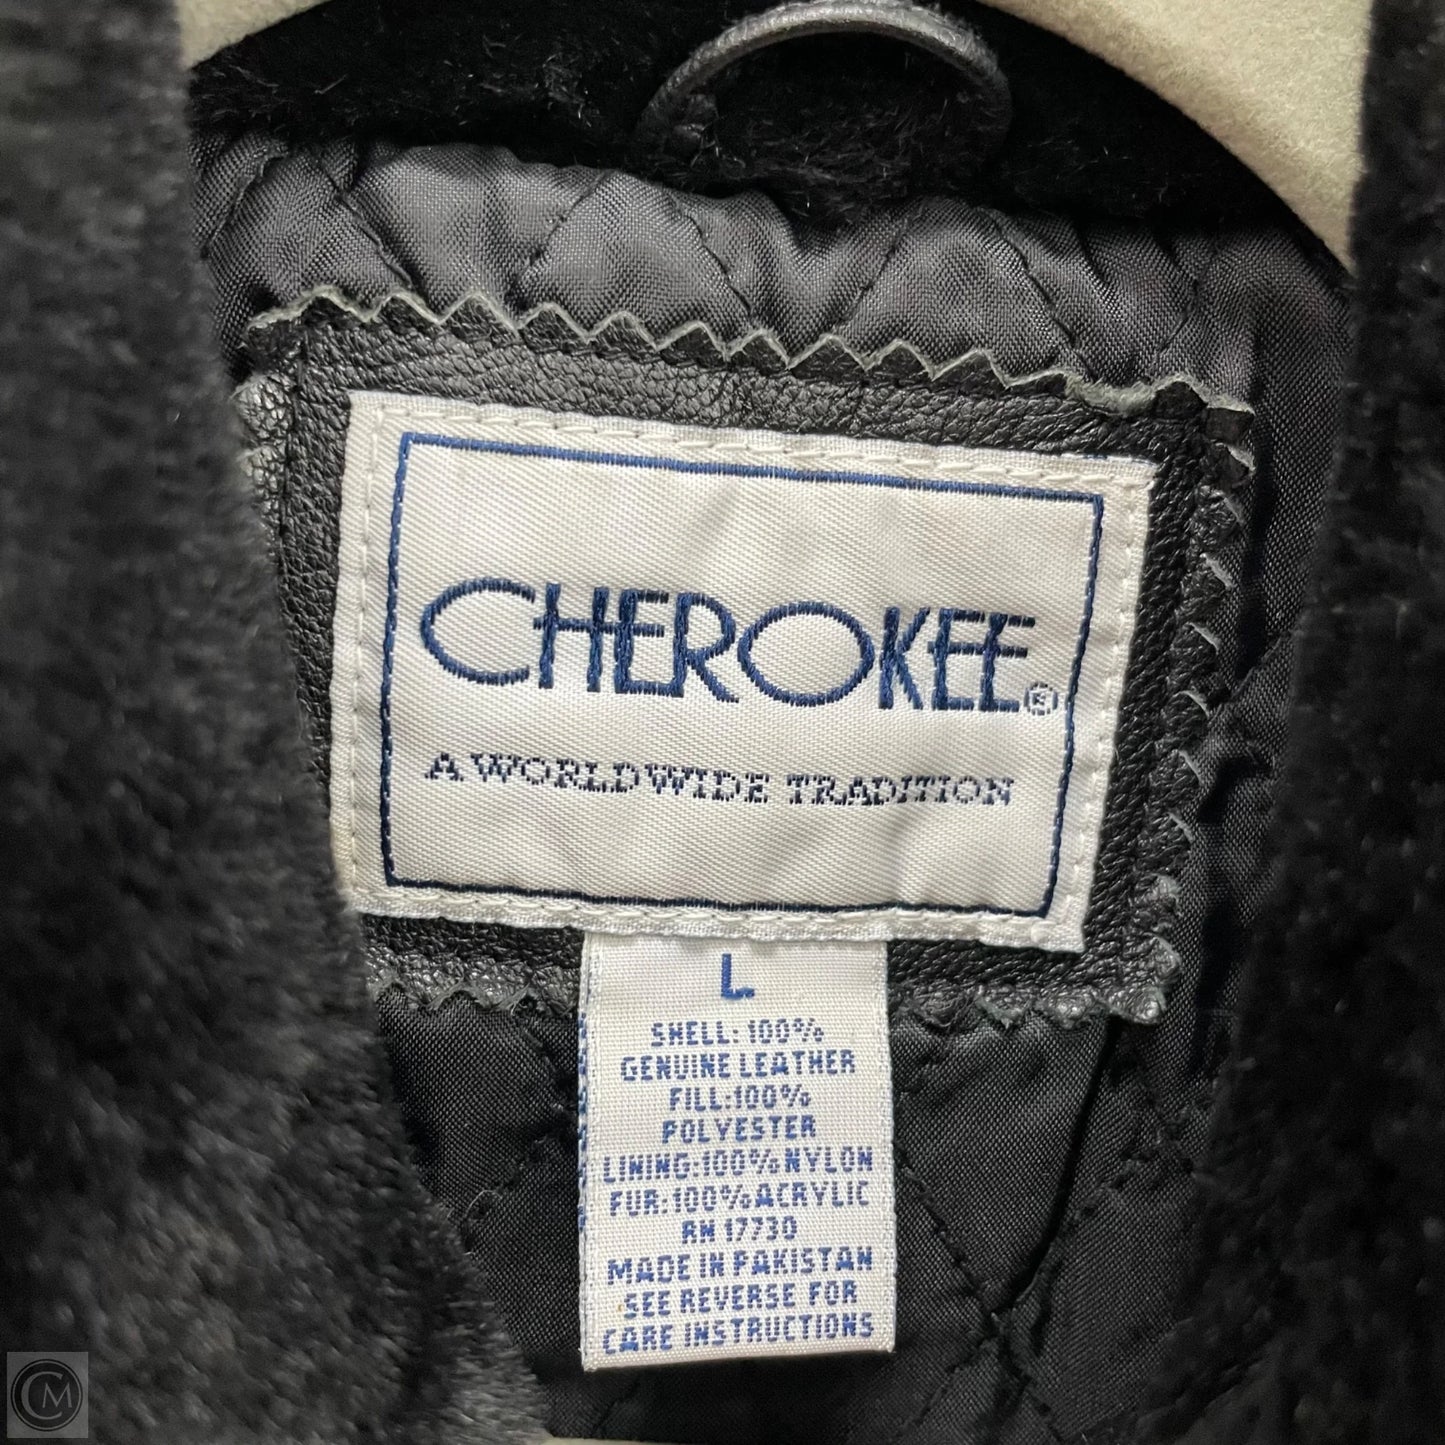 CHEROKEE®
A WORLDWIDE TRADITION
L
SHELL: 100%
GENUINE LEATHER
FILL:100%
POLYESTER
LINING:100% NYLON
FUR:100% ACRYLIC
RN 17730
MADE IN PAKISTAN
SEE REVERSE FOR
CARE INSTRUCTIONS
CM